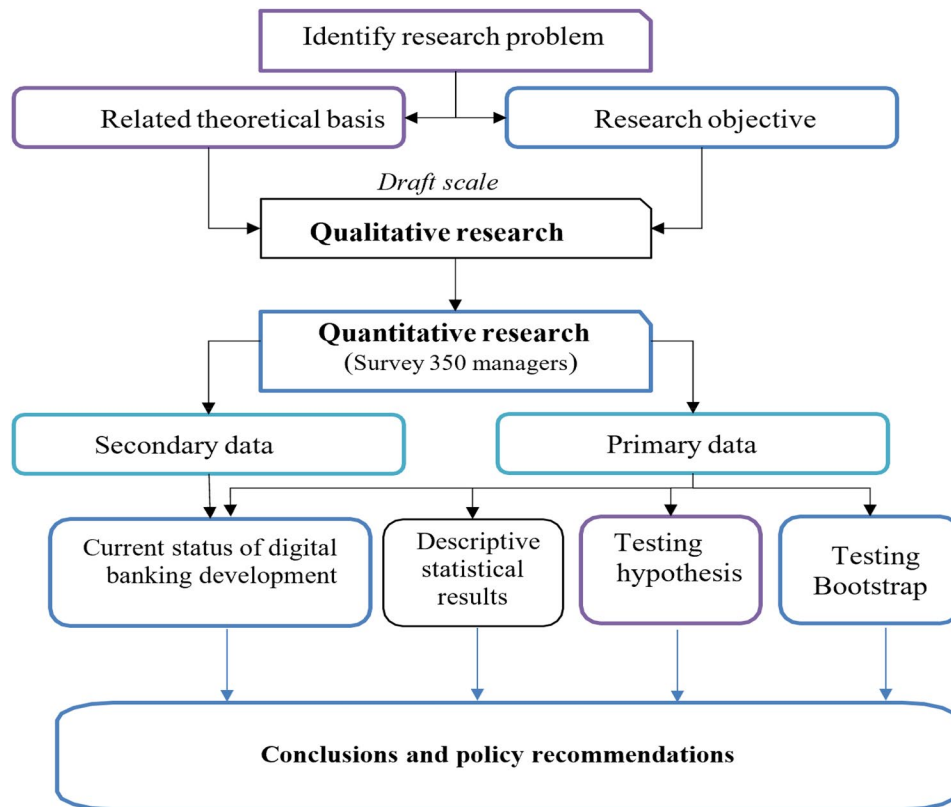 Identify research problem
Related theoretical basis
Research objective
Draft scale
Qualitative research
Quantitative research
(Survey 350 managers)
Secondary data
Primary data
Current status of digital
banking development
Descriptive
statistical
results
Testing
hypothesis
Testing
Bootstrap
Conclusions and policy recommendations